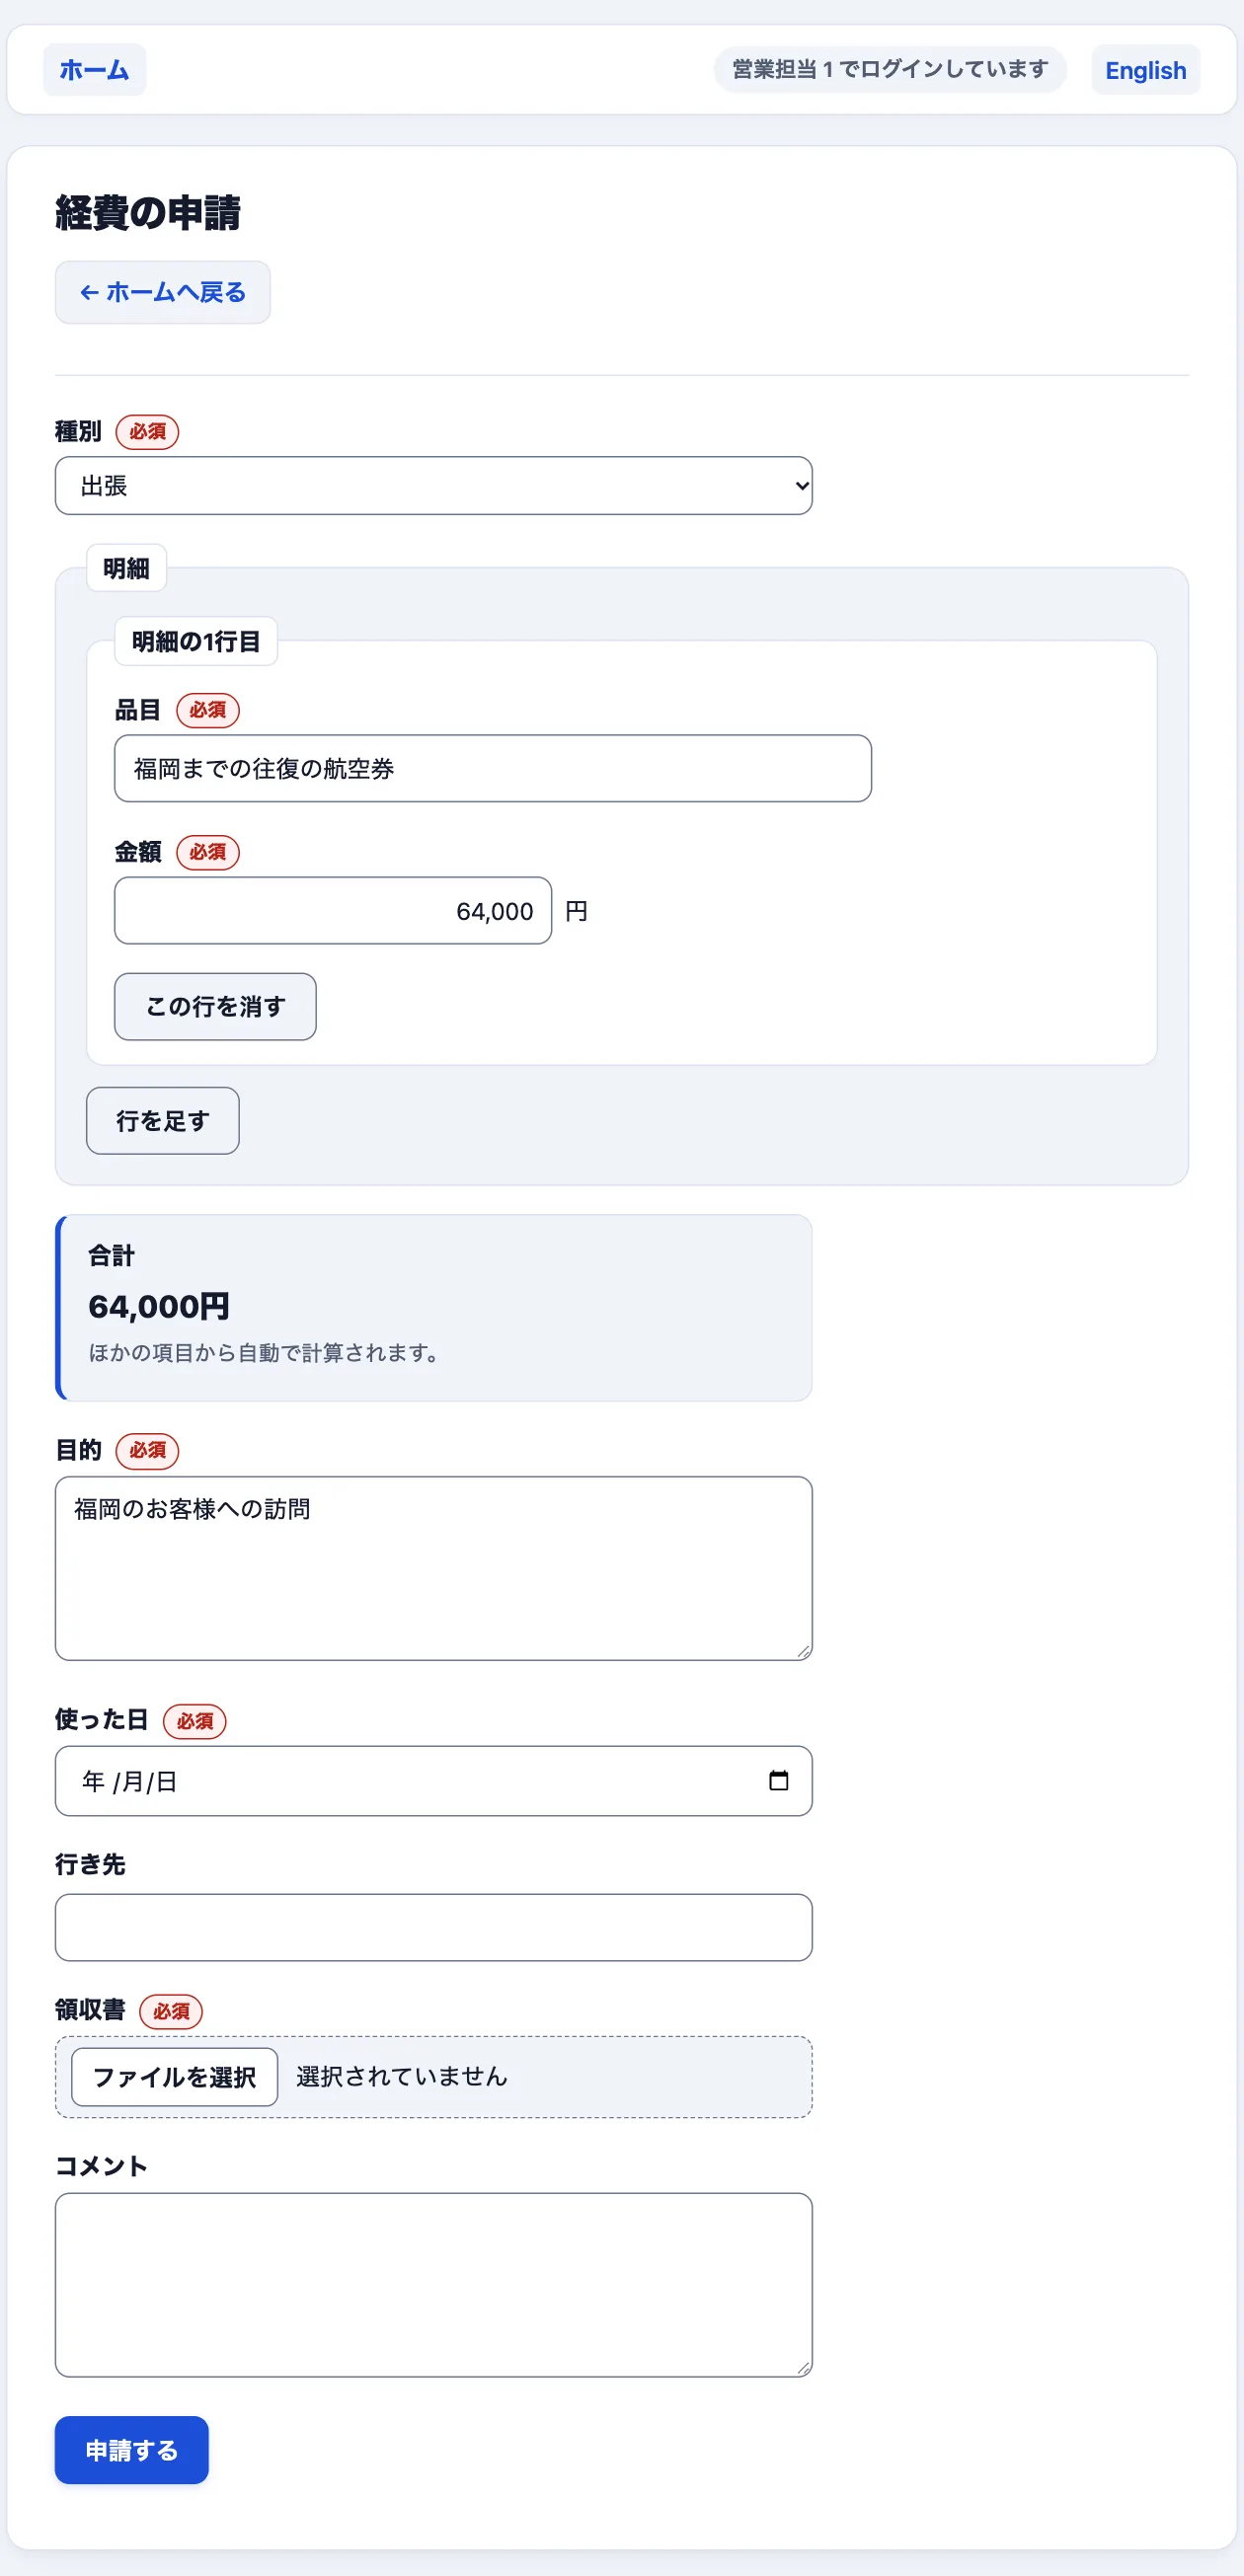 ホーム
営業担当 1 でログインしています
English
経費の申請
← ホームへ戻る
種別 必須
出張
明細
明細の1行目
品目 必須
福岡までの往復の航空券
金額 必須
64,000 円
この行を消す
行を足す
合計
64,000円
ほかの項目から自動で計算されます。
目的 必須
福岡のお客様への訪問
使った日 必須
年 /月/日
行き先
領収書 必須
ファイルを選択 選択されていません
コメント
申請する